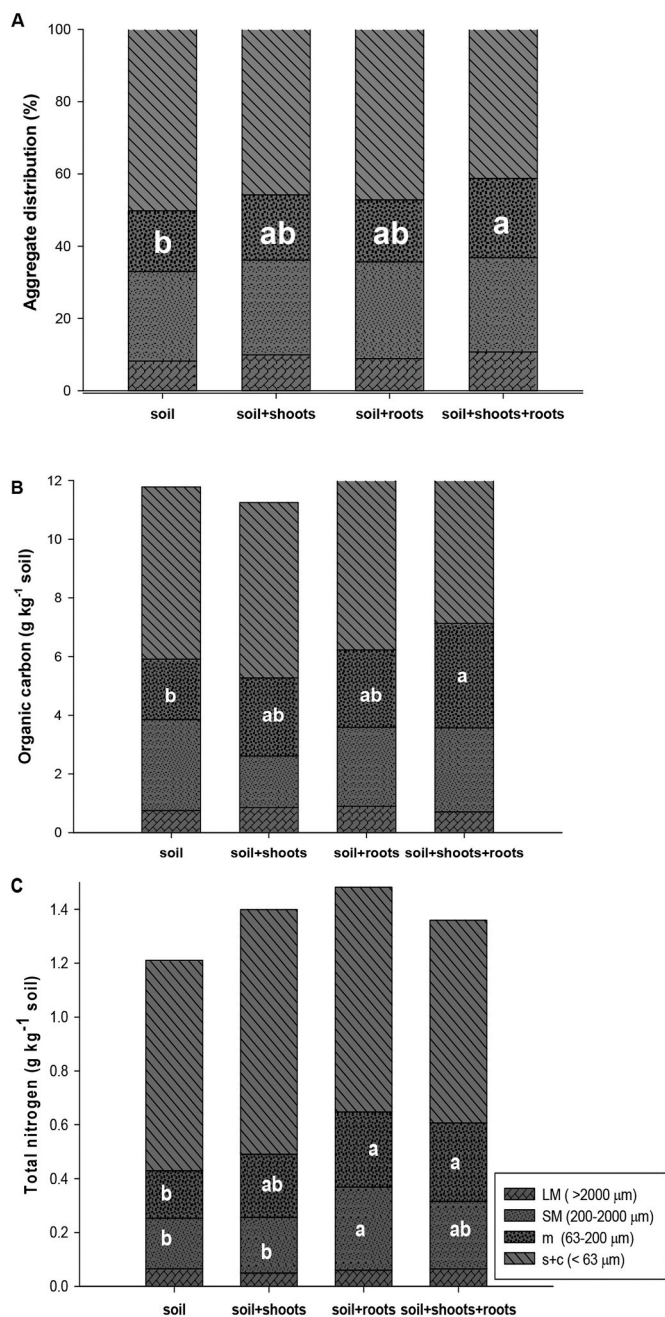 A
Aggregate distribution (%)
100
80
60
40
20
0
b
ab
ab
a
soil
soil+shoots
soil+roots
soil+shoots+roots
B
Organic carbon (g kg⁻¹ soil)
12
10
8
6
4
2
0
b
ab
ab
a
soil
soil+shoots
soil+roots
soil+shoots+roots
C
Total nitrogen (g kg⁻¹ soil)
1.4
1.2
1.0
0.8
0.6
0.4
0.2
0.0
b
ab
a
a
b
b
a
ab
LM ( >2000 μm)
SM (200-2000 μm)
m (63-200 μm)
s+c (< 63 μm)
soil
soil+shoots
soil+roots
soil+shoots+roots